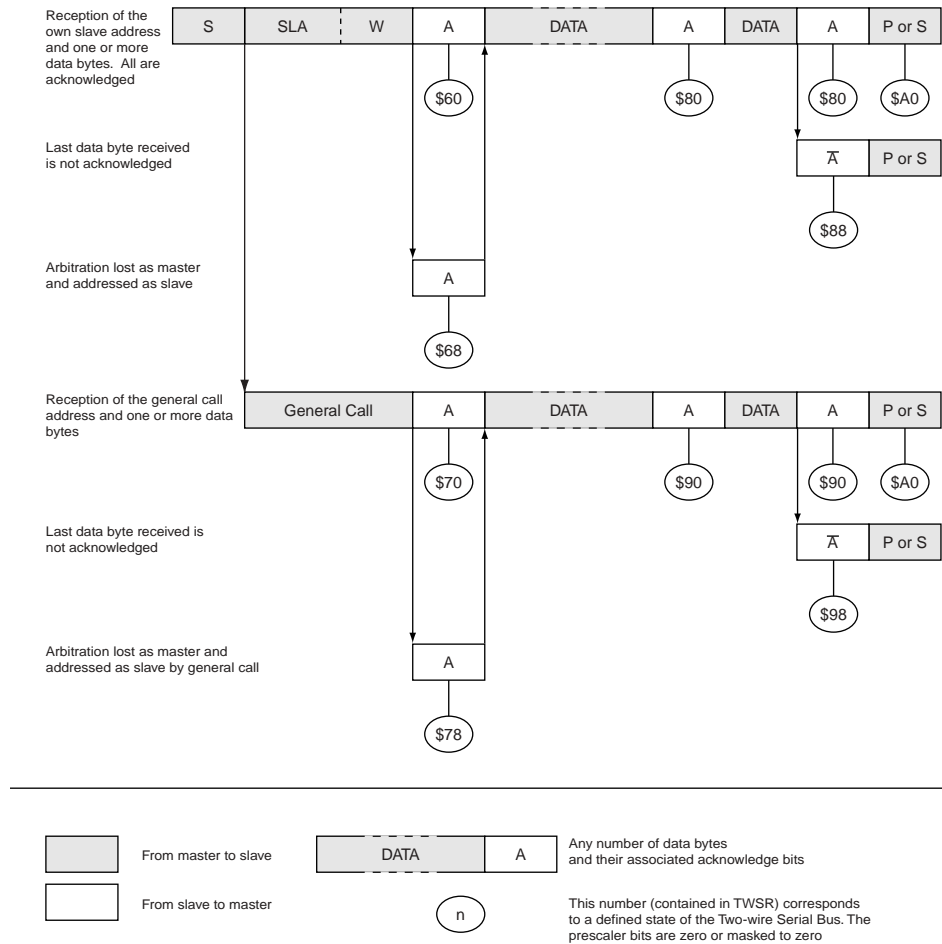 Reception of the
own slave address
and one or more
data bytes. All are
acknowledged
S SLA W A DATA A DATA A P or S
$60 $80 $80 $A0
Last data byte received
is not acknowledged
A̅ P or S
$88
Arbitration lost as master
and addressed as slave
A
$68
Reception of the general call
address and one or more data
bytes
General Call A DATA A DATA A P or S
$70 $90 $90 $A0
Last data byte received is
not acknowledged
A̅ P or S
$98
Arbitration lost as master and
addressed as slave by general call
A
$78
From master to slave
DATA A
Any number of data bytes
and their associated acknowledge bits
From slave to master
n
This number (contained in TWSR) corresponds
to a defined state of the Two-wire Serial Bus. The
prescaler bits are zero or masked to zero